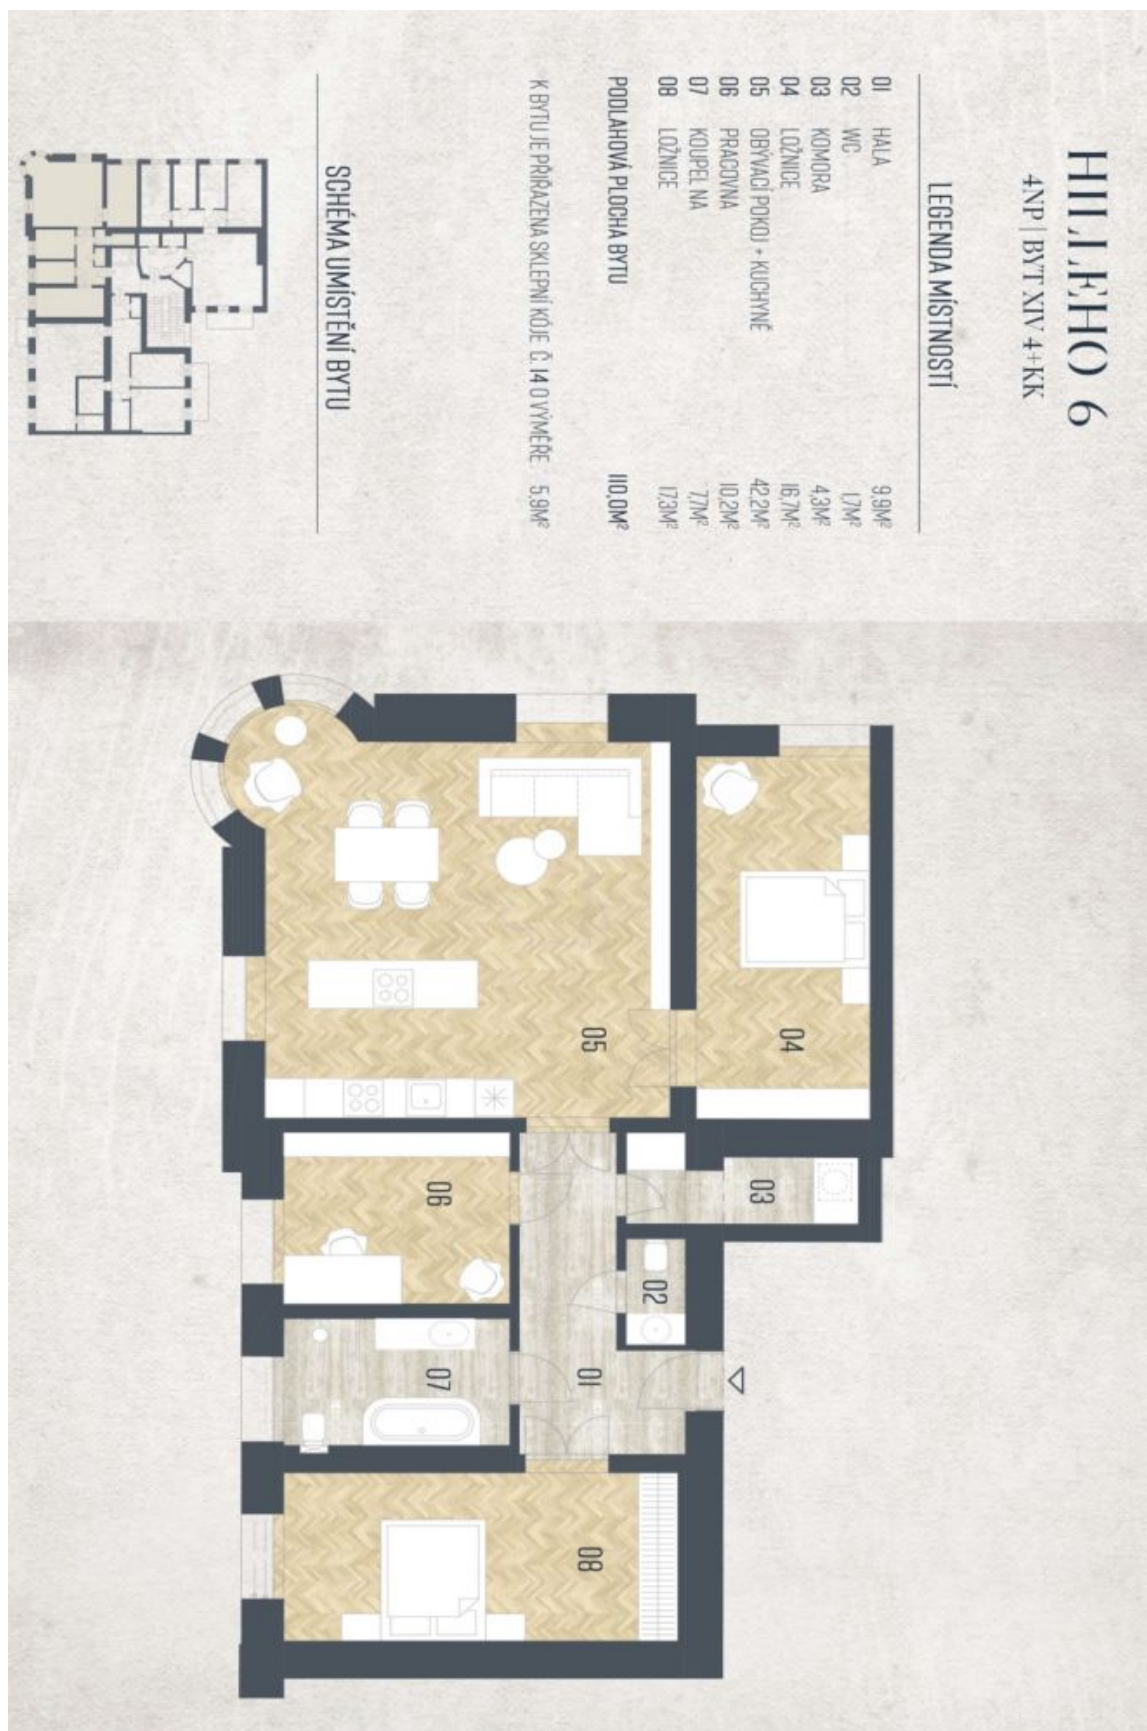 HILLEHO 6
4NP | BYT XIV 4+KK
LEGENDA MÍSTNOSTÍ
01 HALA 9,9M²
02 WC 1,7M²
03 KOMORA 4,3M²
04 LOŽNICE 16,7M²
05 OBÝVACÍ POKOJ + KUCHYNĚ 42,2M²
06 PRACOVNA 10,2M²
07 KOUPELNA 7,7M²
08 LOŽNICE 17,3M²
PODLAHOVÁ PLOCHA BYTU 110,0M²
K BYTU JE PŘIŘAZENA SKLEPNÍ KÓJE Č. 14 O VÝMĚŘE 5,9M²
SCHÉMA UMÍSTĚNÍ BYTU
04
05
03
06
02
01
07
08